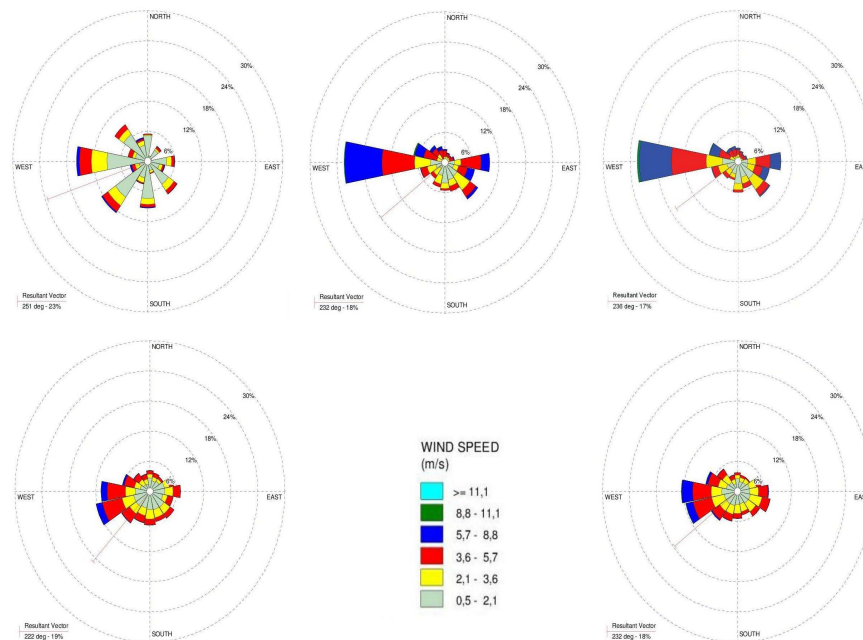 NORTH
30%
24%
18%
12%
6%
WEST
EAST
SOUTH
Resultant Vector
251 deg - 23%
NORTH
30%
24%
18%
12%
6%
WEST
EAST
SOUTH
Resultant Vector
232 deg - 18%
NORTH
30%
24%
18%
12%
6%
WEST
EAST
SOUTH
Resultant Vector
236 deg - 17%
NORTH
30%
24%
18%
12%
6%
WEST
EAST
SOUTH
Resultant Vector
222 deg - 19%
WIND SPEED
(m/s)
>= 11,1
8,8 - 11,1
5,7 - 8,8
3,6 - 5,7
2,1 - 3,6
0,5 - 2,1
NORTH
30%
24%
18%
12%
6%
WEST
EAST
SOUTH
Resultant Vector
232 deg - 18%